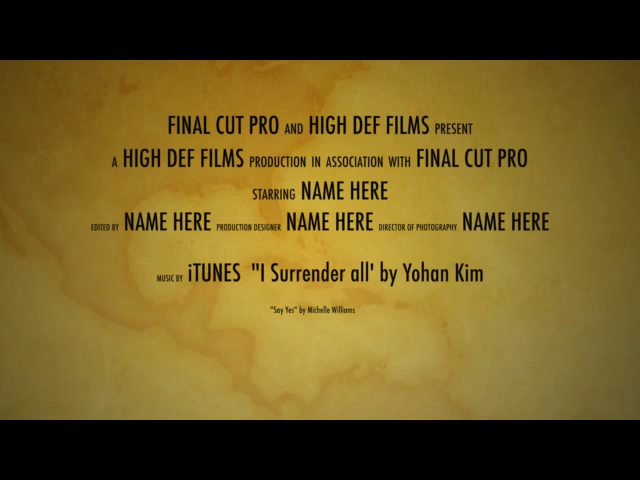 FINAL CUT PRO AND HIGH DEF FILMS PRESENT
A HIGH DEF FILMS PRODUCTION IN ASSOCIATION WITH FINAL CUT PRO
STARRING NAME HERE
EDITED BY NAME HERE PRODUCTION DESIGNER NAME HERE DIRECTOR OF PHOTOGRAPHY NAME HERE
MUSIC BY iTUNES "I Surrender all' by Yohan Kim
"Say Yes" by Michelle Williams